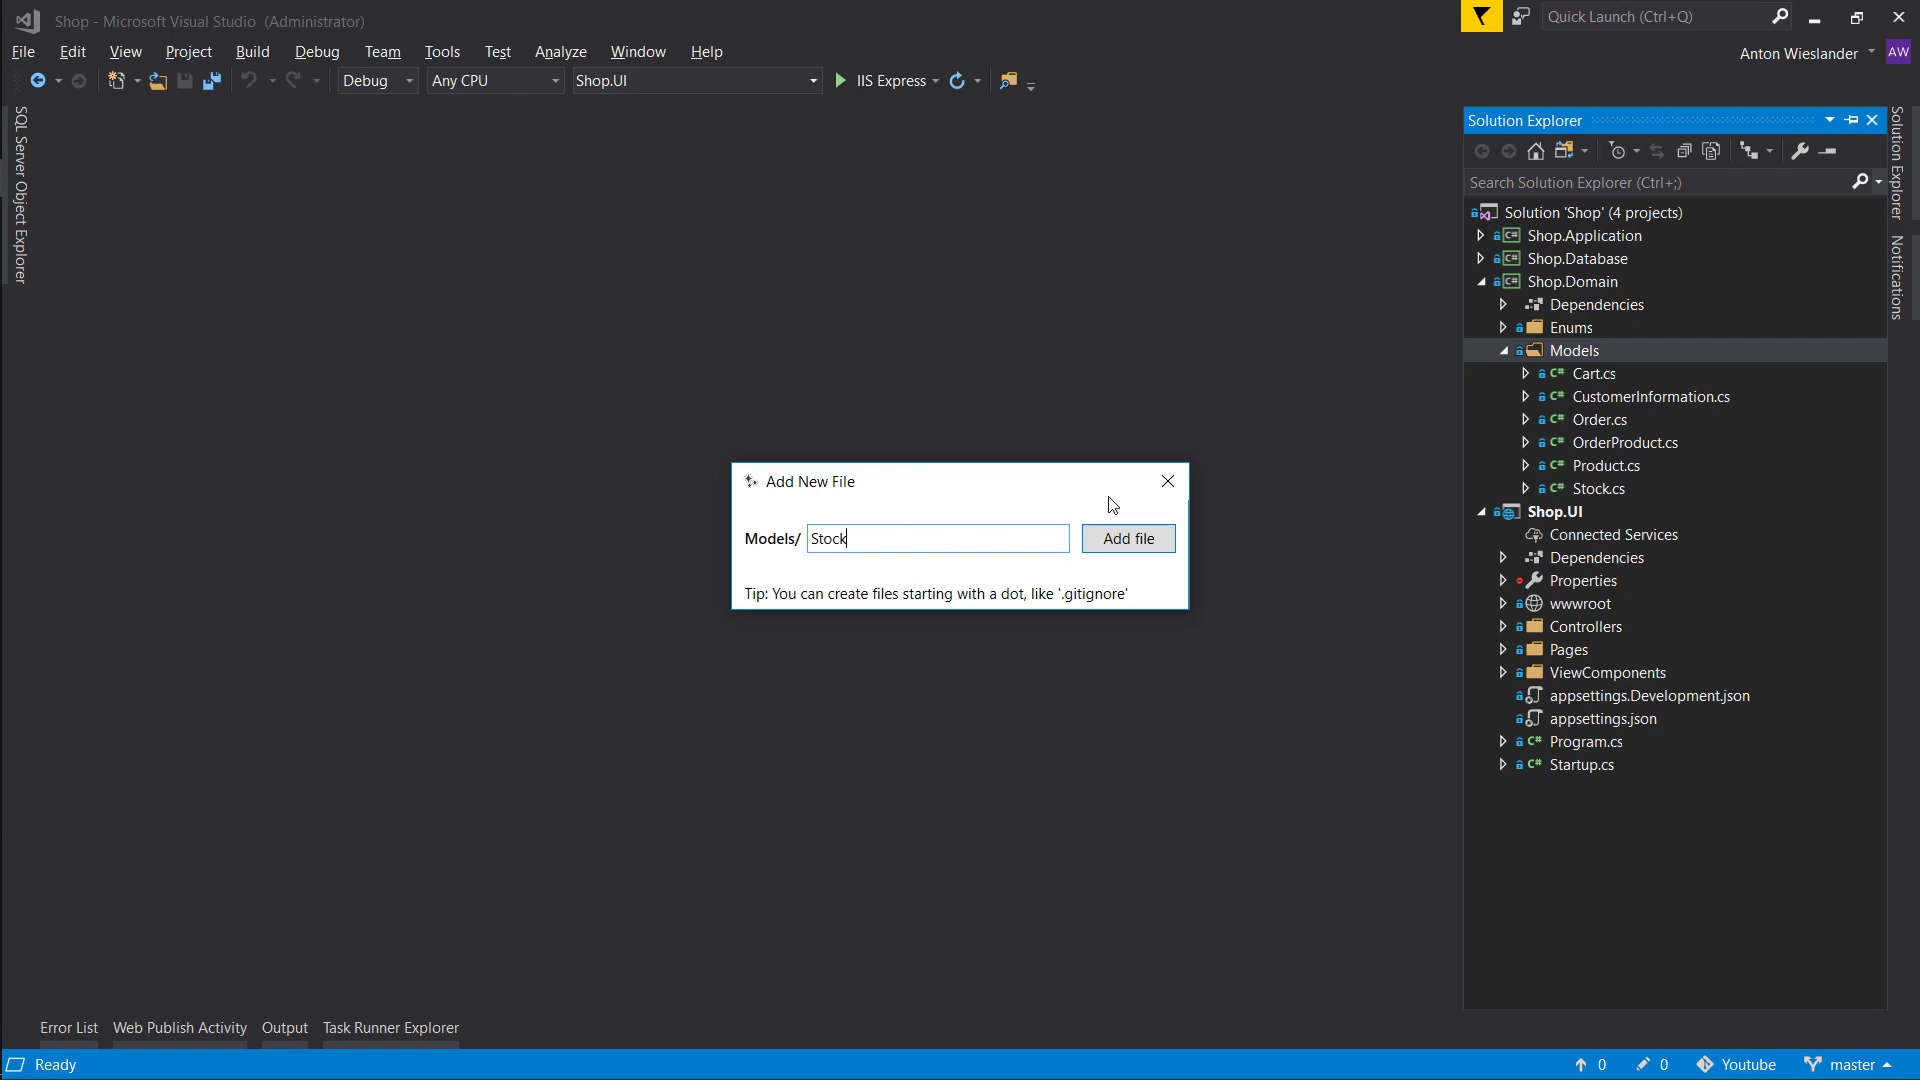 Shop - Microsoft Visual Studio (Administrator)
Quick Launch (Ctrl+Q)
File Edit View Project Build Debug Team Tools Test Analyze Window Help
Anton Wieslander AW
Debug Any CPU Shop.UI IIS Express
SQL Server Object Explorer
Solution Explorer
Search Solution Explorer (Ctrl+;)
Solution 'Shop' (4 projects)
C# Shop.Application
C# Shop.Database
C# Shop.Domain
Dependencies
Enums
Models
C# Cart.cs
C# CustomerInformation.cs
C# Order.cs
C# OrderProduct.cs
C# Product.cs
C# Stock.cs
Shop.UI
Connected Services
Dependencies
Properties
wwwroot
Controllers
Pages
ViewComponents
appsettings.Development.json
appsettings.json
C# Program.cs
C# Startup.cs
Solution Explorer
Notifications
Add New File
Models/ Stock Add file
Tip: You can create files starting with a dot, like '.gitignore'
Error List Web Publish Activity Output Task Runner Explorer
Ready 0 0 Youtube master